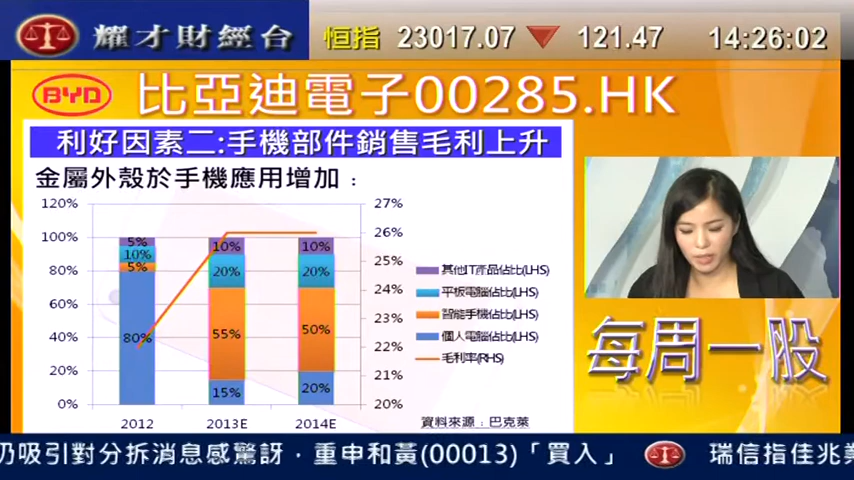 耀才財經台
恒指 23017.07 121.47 14:26:02
BYD 比亞迪電子00285.HK
利好因素二:手機部件銷售毛利上升
金屬外殼於手機應用增加：
120%
100%
80%
60%
40%
20%
0%
5%
10%
5%
80%
10%
20%
55%
15%
10%
20%
50%
20%
27%
26%
25%
24%
23%
22%
21%
20%
2012 2013E 2014E
其他IT產品佔比(LHS)
平板電腦佔比(LHS)
智能手機佔比(LHS)
個人電腦佔比(LHS)
毛利率(RHS)
資料來源：巴克萊
每周一股
仍吸引對分拆消息感驚訝，重申和黃(00013)「買入」 瑞信指佳兆業